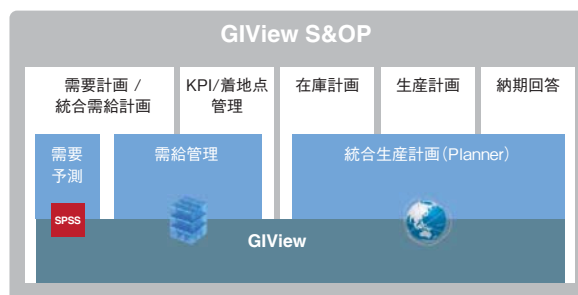 GIView S&OP
需要計画 /
統合需給計画
KPI/着地点
管理
在庫計画
生産計画
納期回答
需要
予測
需給管理
統合生産計画(Planner)
SPSS
GIView